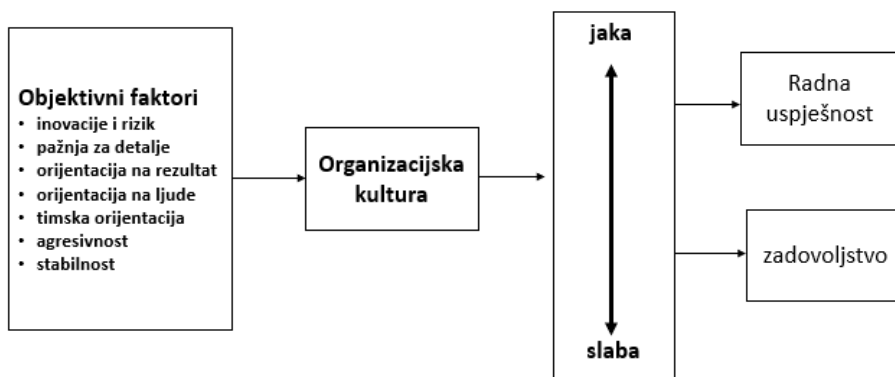 Objektivni faktori
• inovacije i rizik
• pažnja za detalje
• orijentacija na rezultat
• orijentacija na ljude
• timska orijentacija
• agresivnost
• stabilnost
Organizacijska
kultura
jaka
slaba
Radna
uspješnost
zadovoljstvo